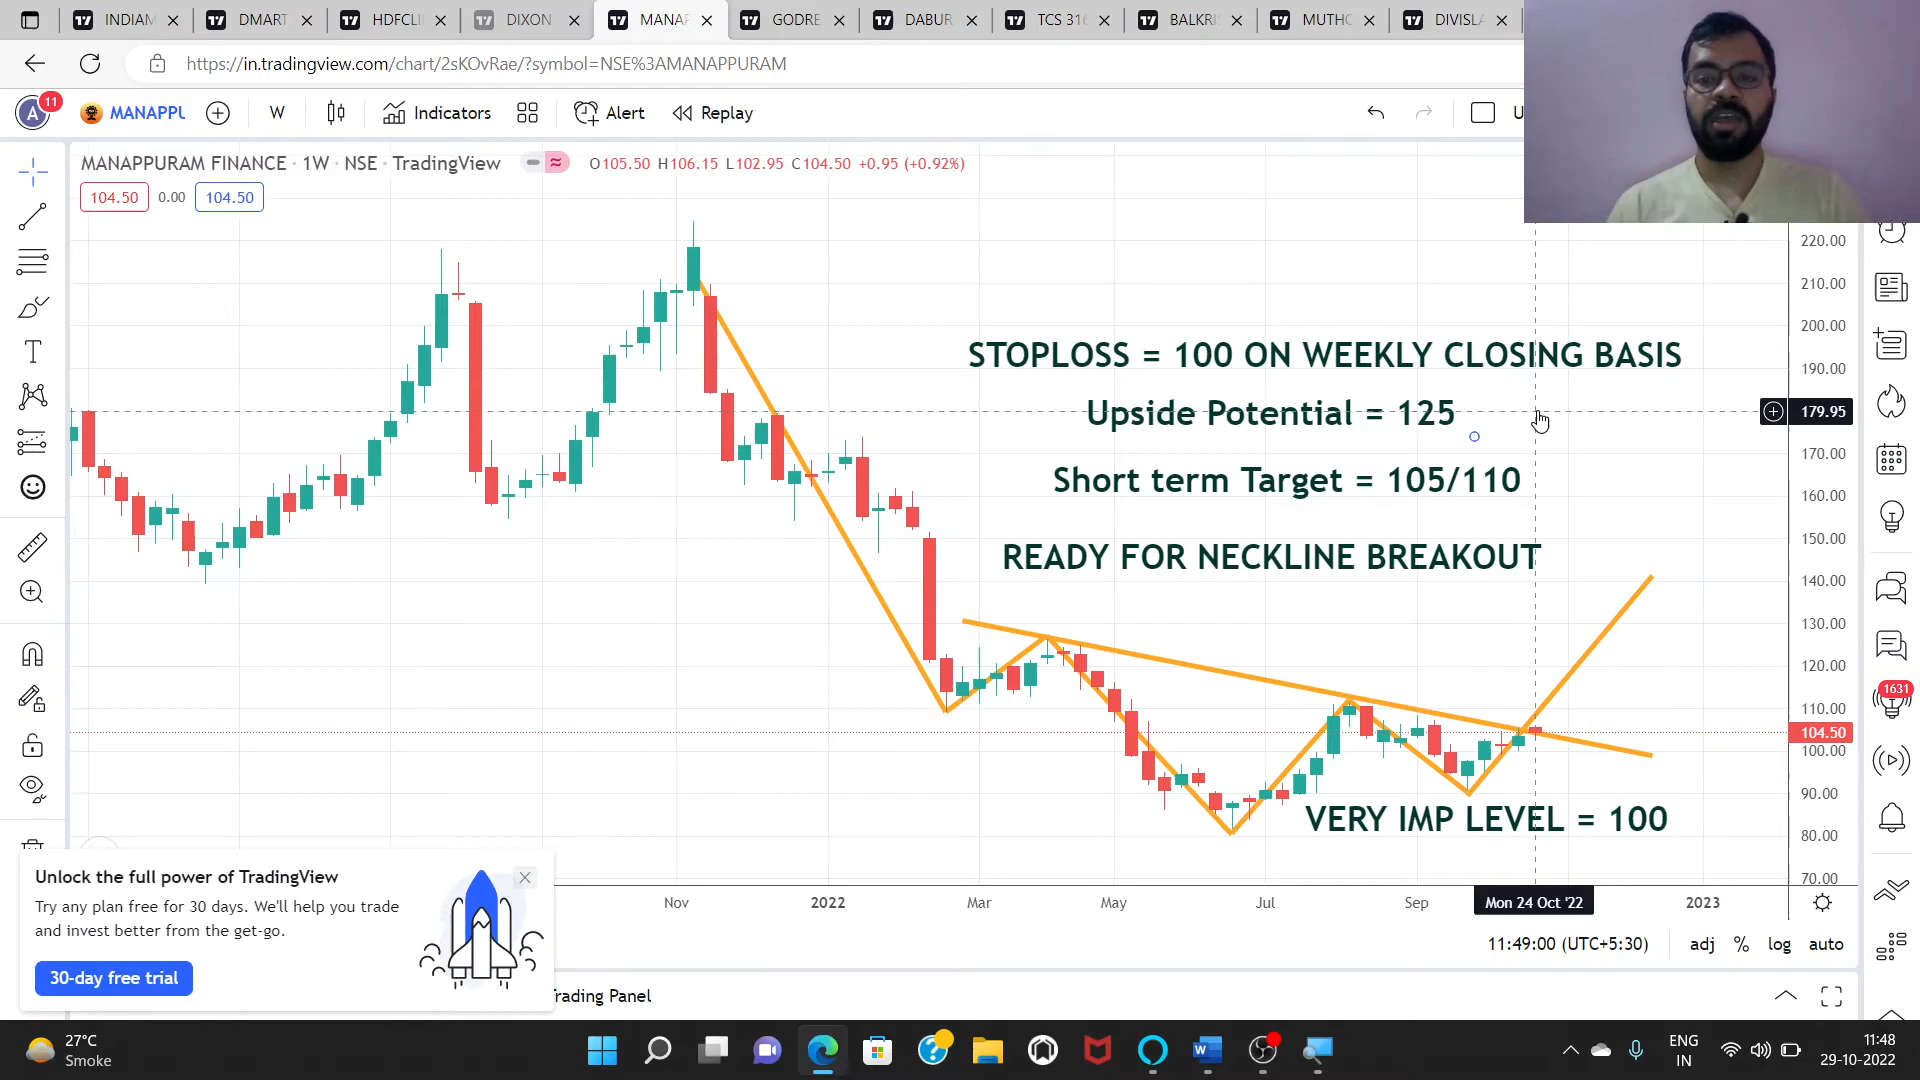 INDIAM
DMART
HDFCLI
DIXON
MANAP
GODRE
DABUR
TCS 316
BALKRI
MUTHO
DIVISLA
https://in.tradingview.com/chart/2sKOvRae/?symbol=NSE%3AMANAPPURAM
A
11
MANAPPU
W
Indicators
Alert
Replay
U
MANAPPURAM FINANCE · 1W · NSE · TradingView
O105.50 H106.15 L102.95 C104.50 +0.95 (+0.92%)
104.50
0.00
104.50
220.00
210.00
200.00
190.00
179.95
170.00
160.00
150.00
140.00
130.00
120.00
110.00
104.50
100.00
90.00
80.00
70.00
STOPLOSS = 100 ON WEEKLY CLOSING BASIS
Upside Potential = 125
Short term Target = 105/110
READY FOR NECKLINE BREAKOUT
VERY IMP LEVEL = 100
1631
Unlock the full power of TradingView
Try any plan free for 30 days. We'll help you trade
and invest better from the get-go.
30-day free trial
Nov
2022
Mar
May
Jul
Sep
Mon 24 Oct '22
2023
11:49:00 (UTC+5:30)
adj
%
log
auto
Trading Panel
27°C
Smoke
ENG
IN
11:48
29-10-2022